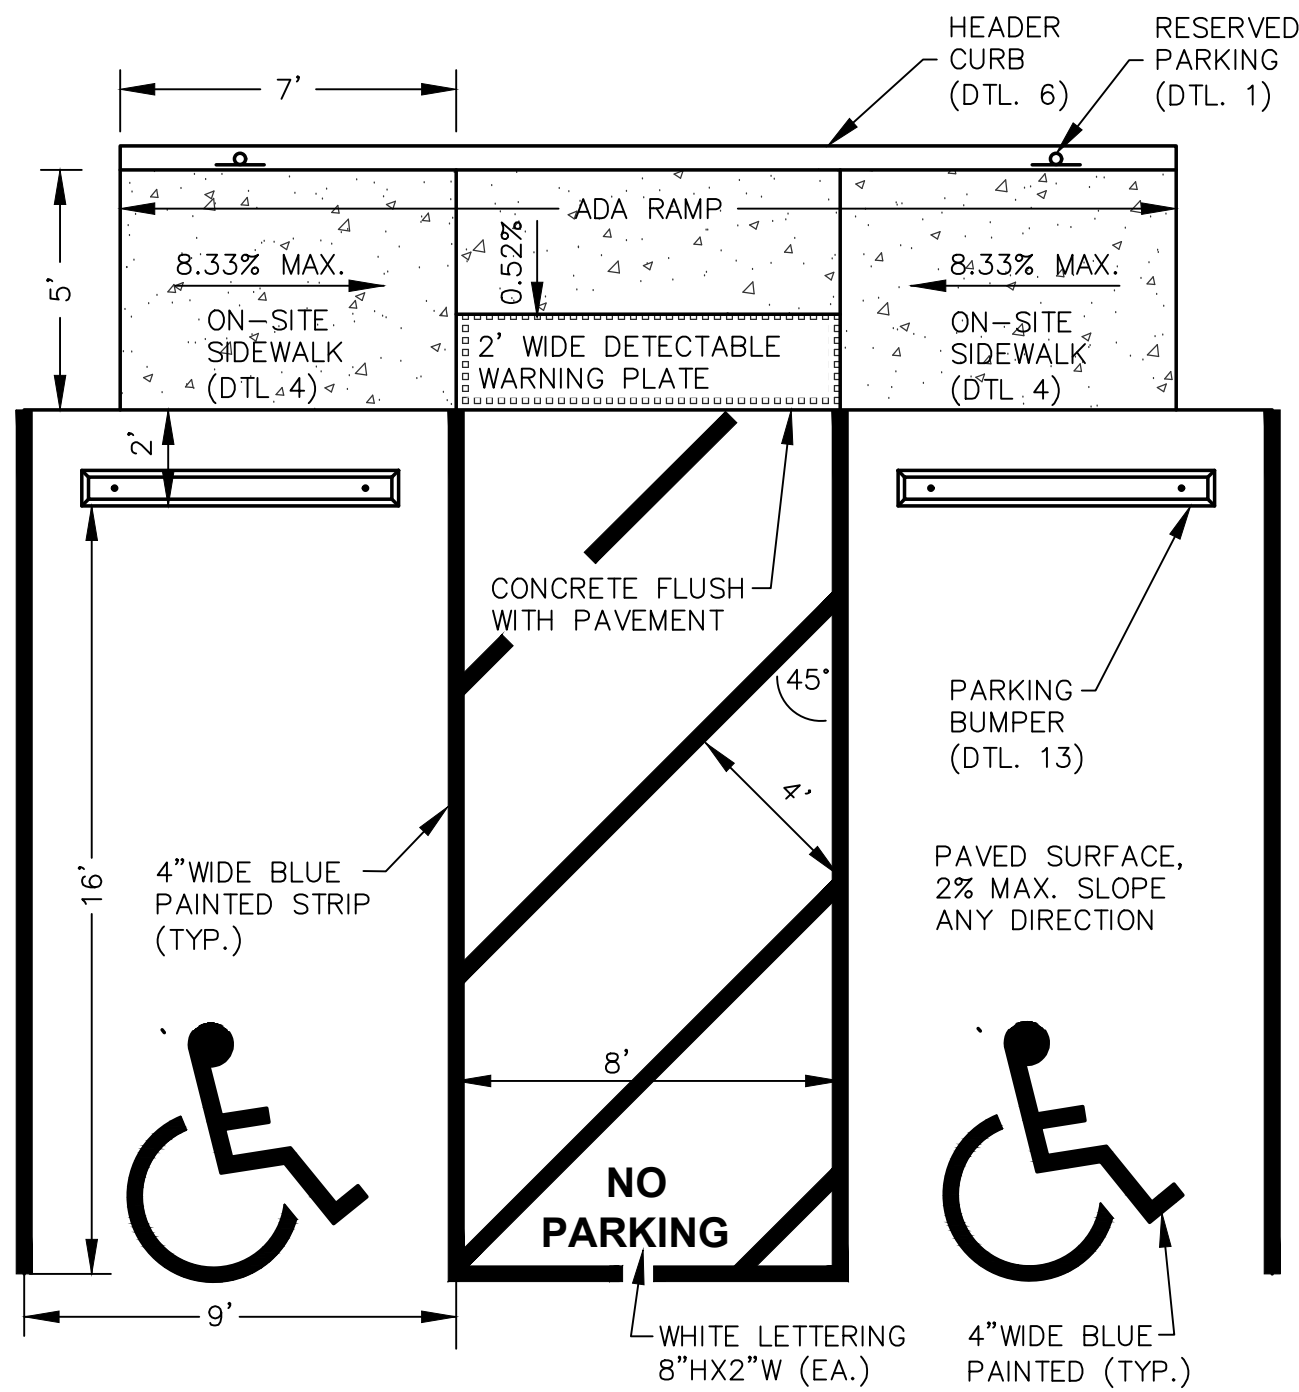 HEADER
CURB
(DTL. 6)
RESERVED
PARKING
(DTL. 1)
7'
ADA RAMP
0.52%
8.33% MAX.
ON-SITE
SIDEWALK
(DTL 4)
8.33% MAX.
ON-SITE
SIDEWALK
(DTL 4)
5'
2' WIDE DETECTABLE
WARNING PLATE
2'
CONCRETE FLUSH
WITH PAVEMENT
45°
PARKING
BUMPER
(DTL. 13)
4'
4"WIDE BLUE
PAINTED STRIP
(TYP.)
16'
PAVED SURFACE,
2% MAX. SLOPE
ANY DIRECTION
8'
NO
PARKING
9'
WHITE LETTERING
8"HX2"W (EA.)
4"WIDE BLUE
PAINTED (TYP.)